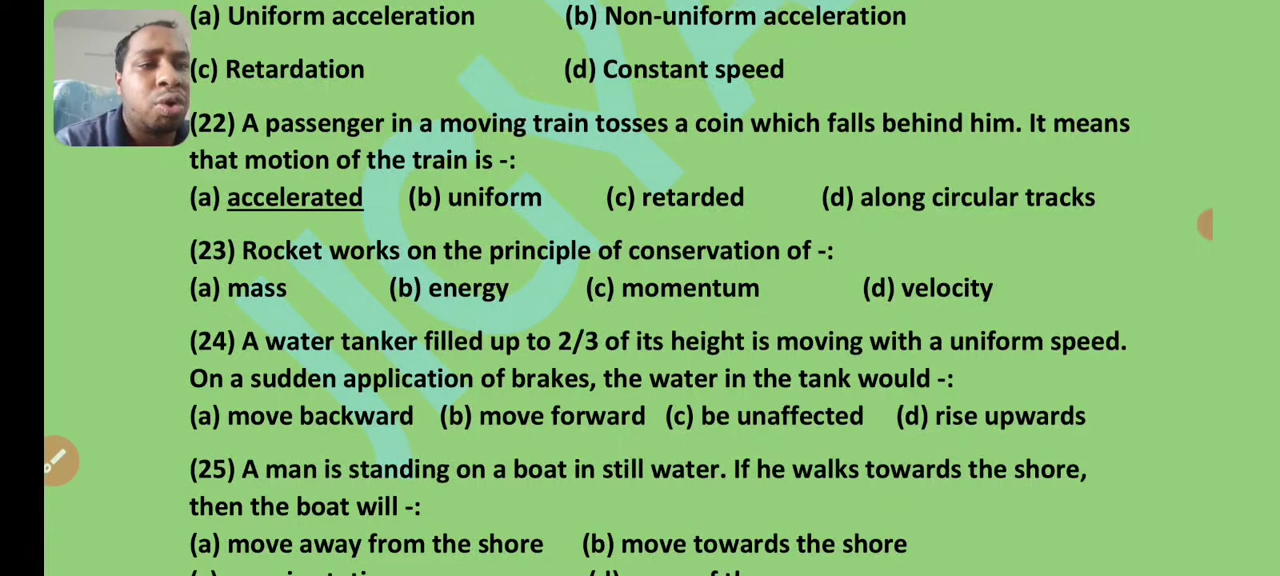 (a) Uniform acceleration (b) Non-uniform acceleration
(c) Retardation (d) Constant speed
(22) A passenger in a moving train tosses a coin which falls behind him. It means
that motion of the train is -:
(a) accelerated (b) uniform (c) retarded (d) along circular tracks
(23) Rocket works on the principle of conservation of -:
(a) mass (b) energy (c) momentum (d) velocity
(24) A water tanker filled up to 2/3 of its height is moving with a uniform speed.
On a sudden application of brakes, the water in the tank would -:
(a) move backward (b) move forward (c) be unaffected (d) rise upwards
(25) A man is standing on a boat in still water. If he walks towards the shore,
then the boat will -:
(a) move away from the shore (b) move towards the shore